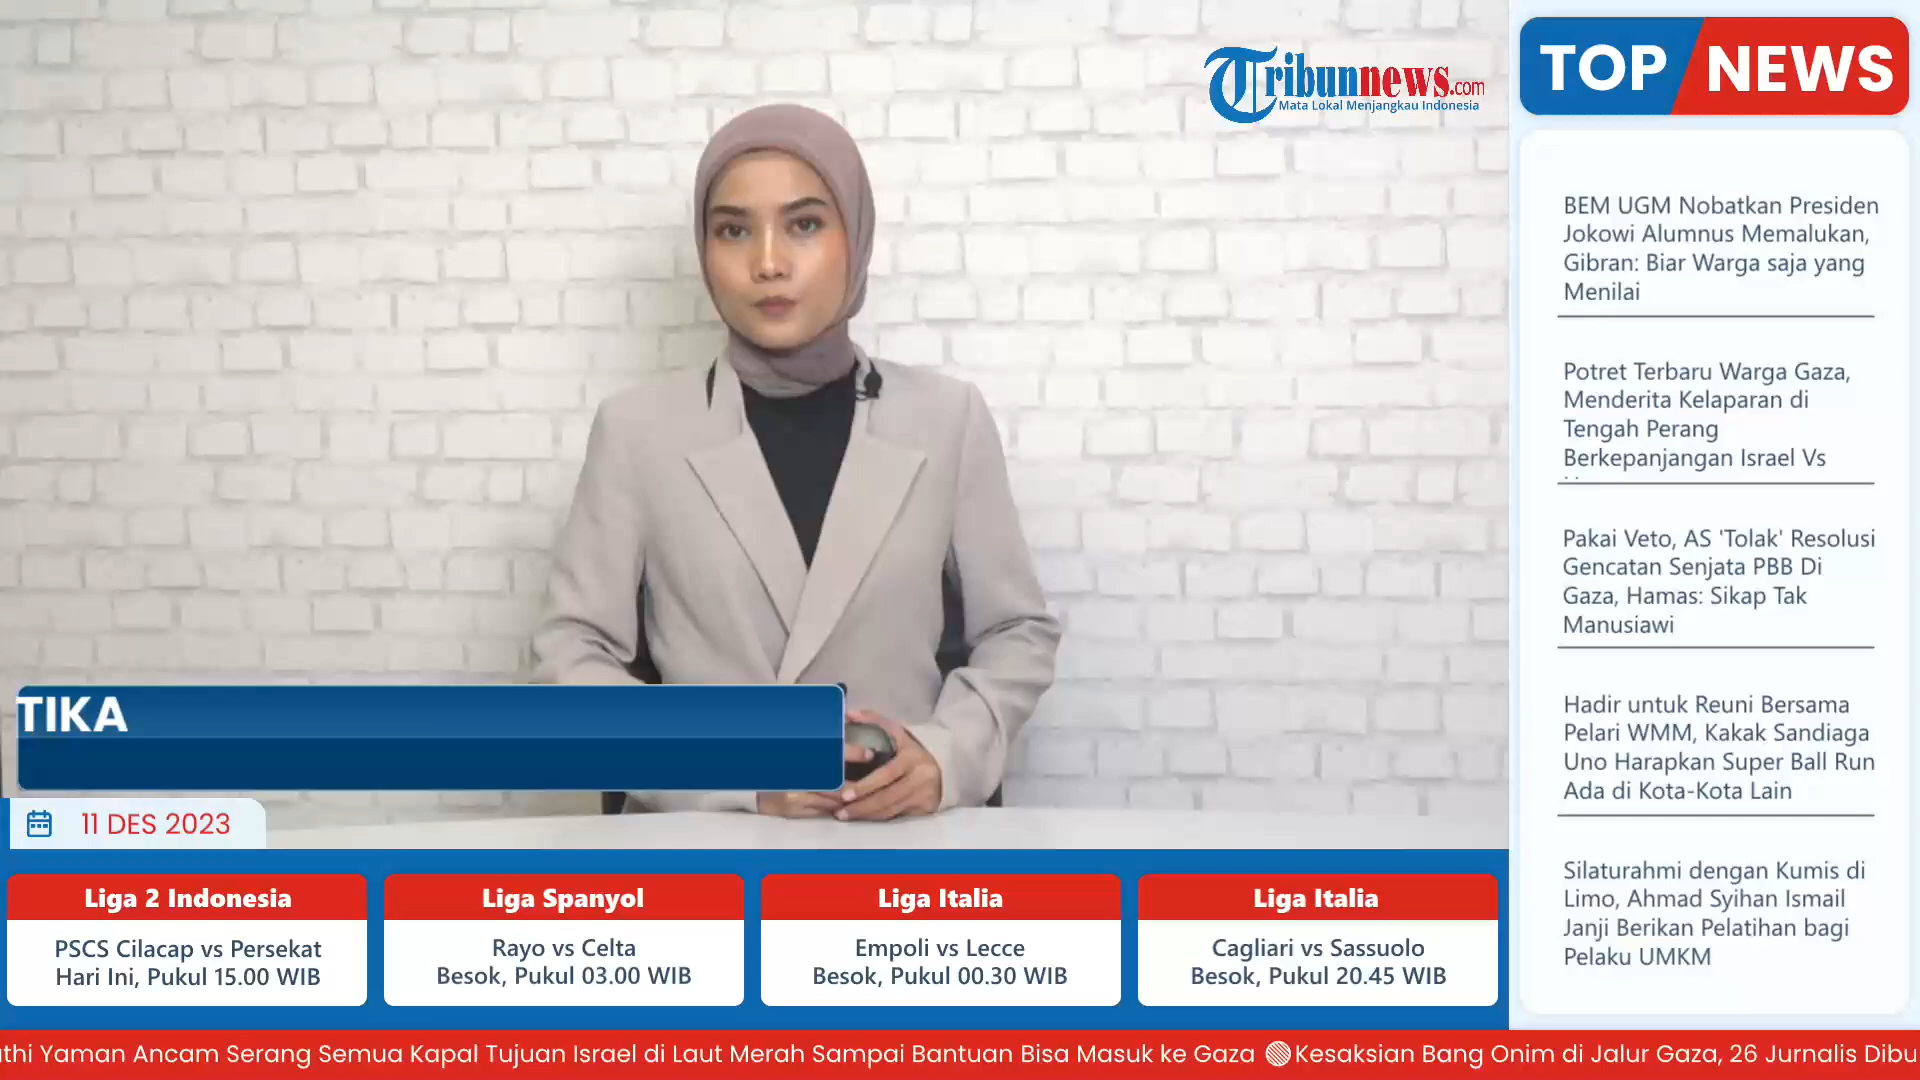 Tribunnews.com
Mata Lokal Menjangkau Indonesia
TOP NEWS
BEM UGM Nobatkan Presiden
Jokowi Alumnus Memalukan,
Gibran: Biar Warga saja yang
Menilai
Potret Terbaru Warga Gaza,
Menderita Kelaparan di
Tengah Perang
Berkepanjangan Israel Vs
Pakai Veto, AS 'Tolak' Resolusi
Gencatan Senjata PBB Di
Gaza, Hamas: Sikap Tak
Manusiawi
Hadir untuk Reuni Bersama
Pelari WMM, Kakak Sandiaga
Uno Harapkan Super Ball Run
Ada di Kota-Kota Lain
Silaturahmi dengan Kumis di
Limo, Ahmad Syihan Ismail
Janji Berikan Pelatihan bagi
Pelaku UMKM
TIKA
11 DES 2023
Liga 2 Indonesia
PSCS Cilacap vs Persekat
Hari Ini, Pukul 15.00 WIB
Liga Spanyol
Rayo vs Celta
Besok, Pukul 03.00 WIB
Liga Italia
Empoli vs Lecce
Besok, Pukul 00.30 WIB
Liga Italia
Cagliari vs Sassuolo
Besok, Pukul 20.45 WIB
thi Yaman Ancam Serang Semua Kapal Tujuan Israel di Laut Merah Sampai Bantuan Bisa Masuk ke Gaza Kesaksian Bang Onim di Jalur Gaza, 26 Jurnalis Dibu